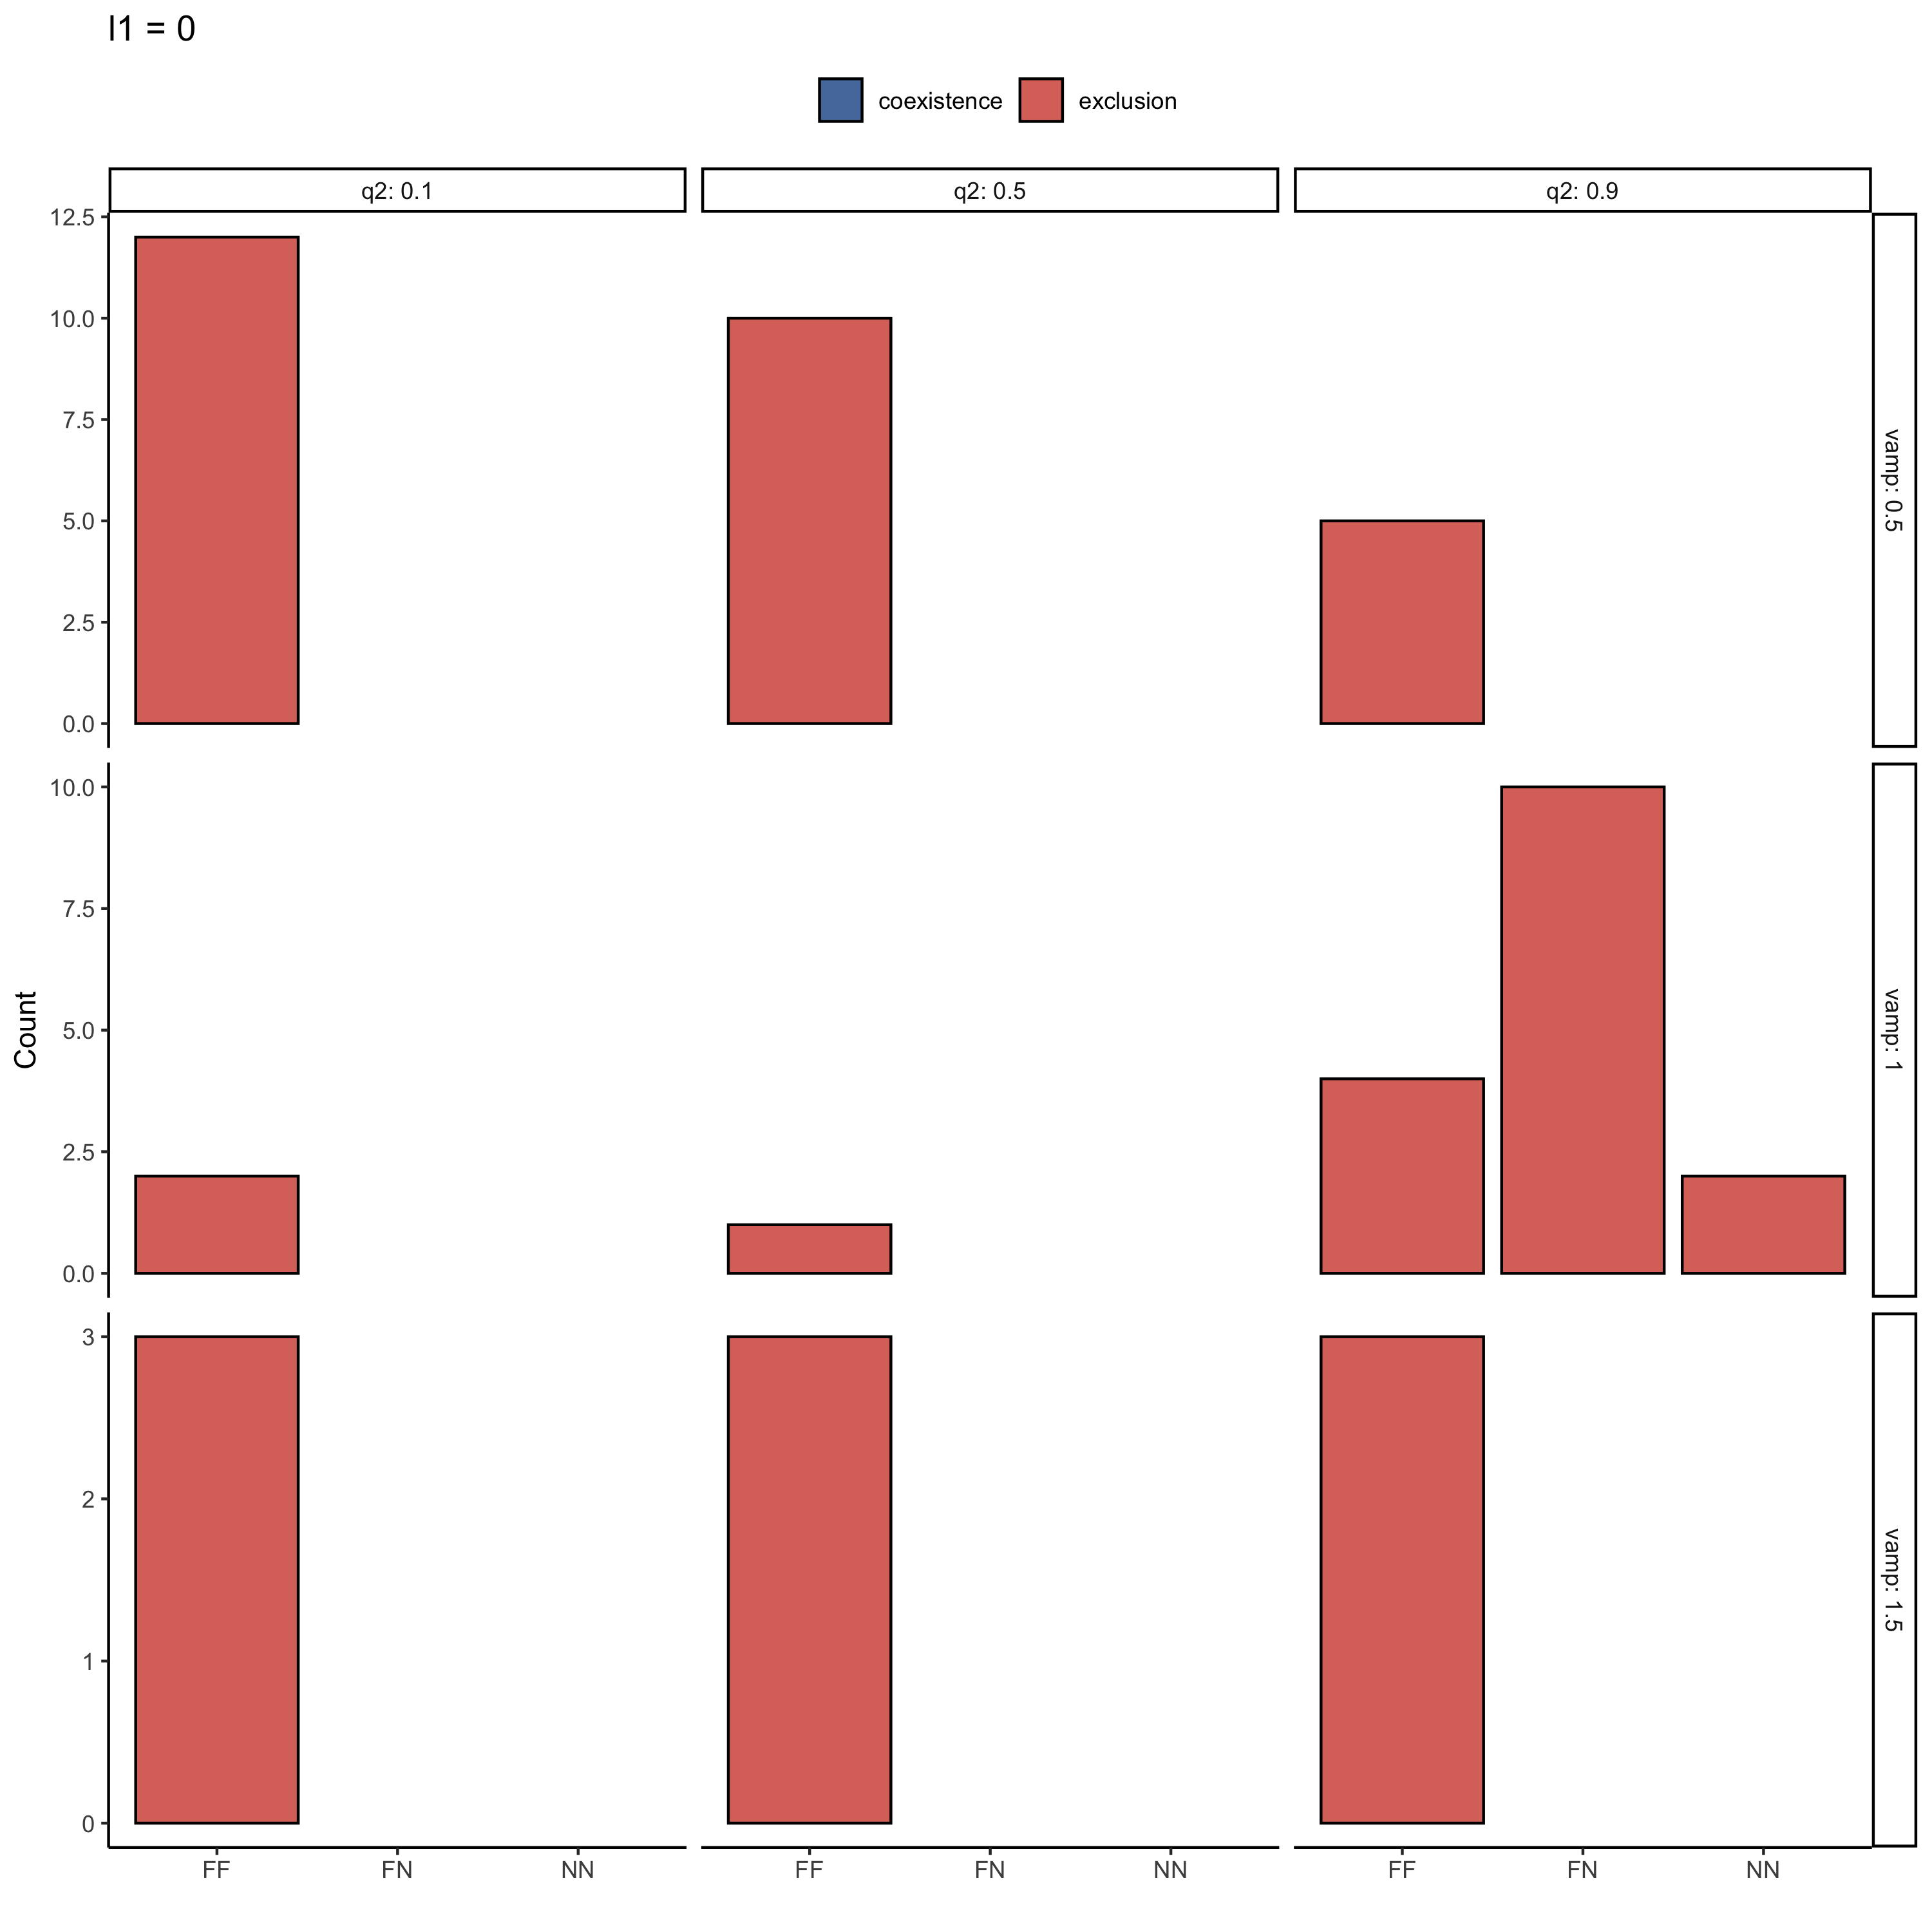 l1 = 0
coexistence exclusion
q2: 0.1 q2: 0.5 q2: 0.9
12.5
10.0
7.5
5.0
2.5
0.0
vamp: 0.5
10.0
7.5
5.0
2.5
0.0
vamp: 1
Count
3
2
1
0
vamp: 1.5
FF FN NN FF FN NN FF FN NN